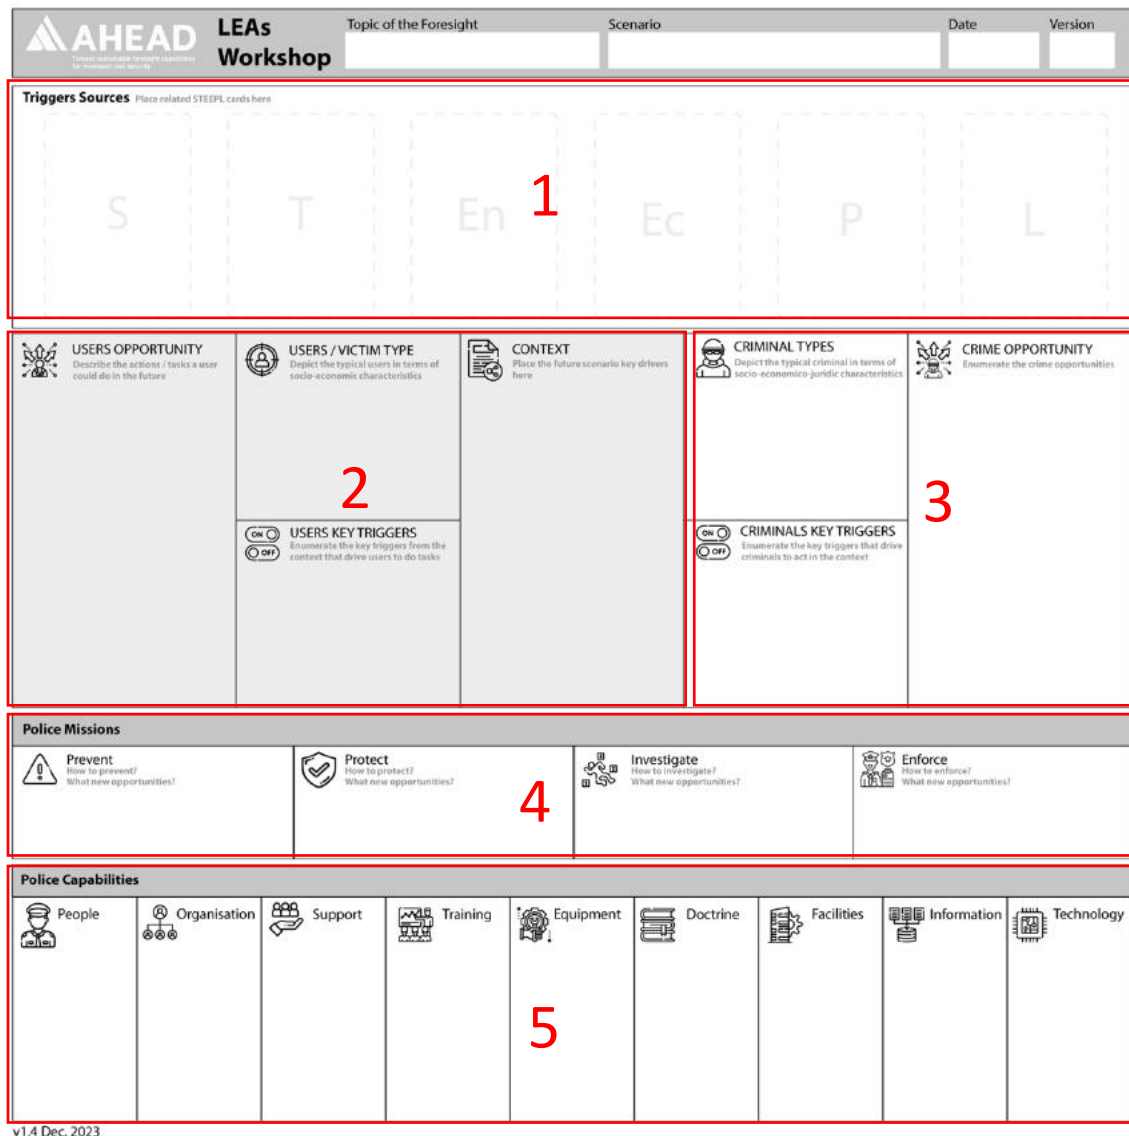 AHEAD
Toward sustainable foresight capabilities
for increased civil security
LEAs
Workshop
Topic of the Foresight
Scenario
Date
Version
Triggers Sources Place related STEEPL cards here
S
T
En
Ec
P
L
1
USERS OPPORTUNITY
Describe the actions / tasks a user
could do in the future
USERS / VICTIM TYPE
Depict the typical users in terms of
socio-economic characteristics
CONTEXT
Place the future scenario key drivers
here
CRIMINAL TYPES
Depict the typical criminal in terms of
socio-economico-juridic characteristics
CRIME OPPORTUNITY
Enumerate the crime opportunities
2
3
ON
OFF
USERS KEY TRIGGERS
Enumerate the key triggers from the
context that drive users to do tasks
ON
OFF
CRIMINALS KEY TRIGGERS
Enumerate the key triggers that drive
criminals to act in the context
Police Missions
Prevent
How to prevent?
What new opportunities?
Protect
How to protect?
What new opportunities?
Investigate
How to investigate?
What new opportunities?
Enforce
How to enforce?
What new opportunities?
4
Police Capabilities
People
Organisation
Support
Training
Equipment
Doctrine
Facilities
Information
Technology
5
v1.4 Dec. 2023